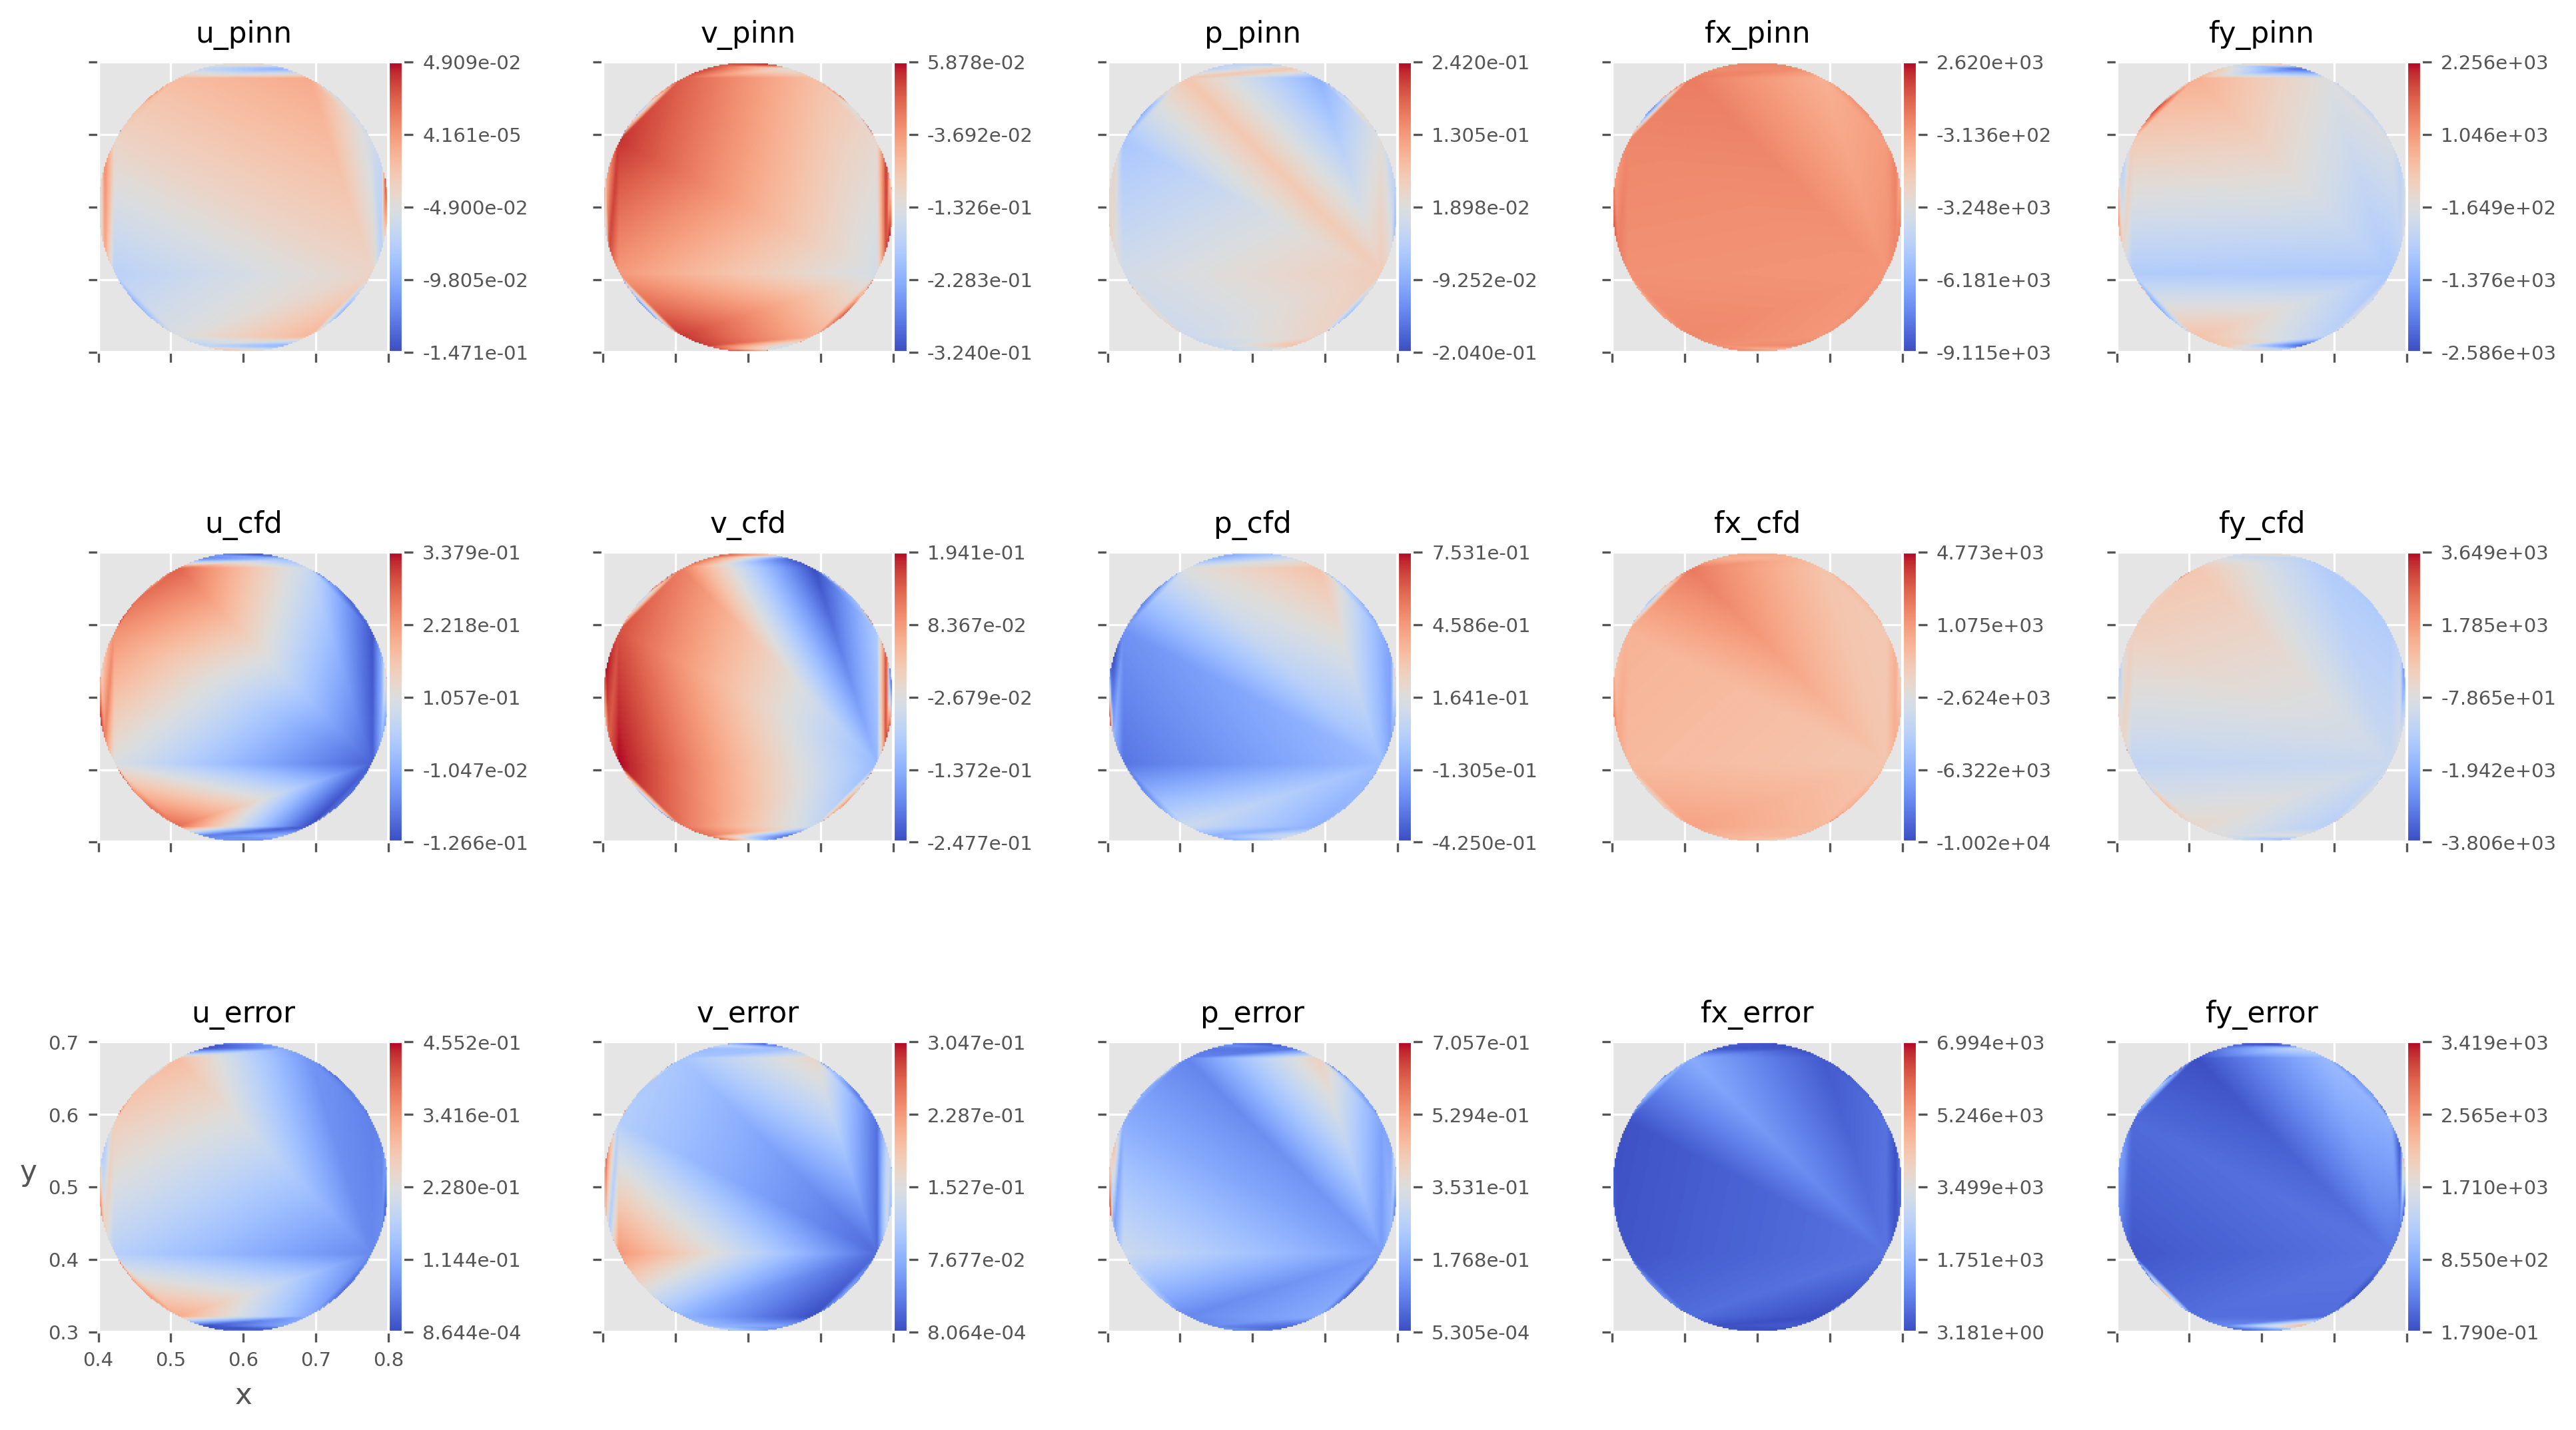 u_pinn v_pinn p_pinn fx_pinn fy_pinn
4.909e-02 5.878e-02 2.420e-01 2.620e+03 2.256e+03
4.161e-05 -3.692e-02 1.305e-01 -3.136e+02 1.046e+03
-4.900e-02 -1.326e-01 1.898e-02 -3.248e+03 -1.649e+02
-9.805e-02 -2.283e-01 -9.252e-02 -6.181e+03 -1.376e+03
-1.471e-01 -3.240e-01 -2.040e-01 -9.115e+03 -2.586e+03
u_cfd v_cfd p_cfd fx_cfd fy_cfd
3.379e-01 1.941e-01 7.531e-01 4.773e+03 3.649e+03
2.218e-01 8.367e-02 4.586e-01 1.075e+03 1.785e+03
1.057e-01 -2.679e-02 1.641e-01 -2.624e+03 -7.865e+01
-1.047e-02 -1.372e-01 -1.305e-01 -6.322e+03 -1.942e+03
-1.266e-01 -2.477e-01 -4.250e-01 -1.002e+04 -3.806e+03
u_error v_error p_error fx_error fy_error
0.7 4.552e-01 3.047e-01 7.057e-01 6.994e+03 3.419e+03
0.6 3.416e-01 2.287e-01 5.294e-01 5.246e+03 2.565e+03
y 0.5 2.280e-01 1.527e-01 3.531e-01 3.499e+03 1.710e+03
0.4 1.144e-01 7.677e-02 1.768e-01 1.751e+03 8.550e+02
0.3 8.644e-04 8.064e-04 5.305e-04 3.181e+00 1.790e-01
0.4 0.5 0.6 0.7 0.8
x